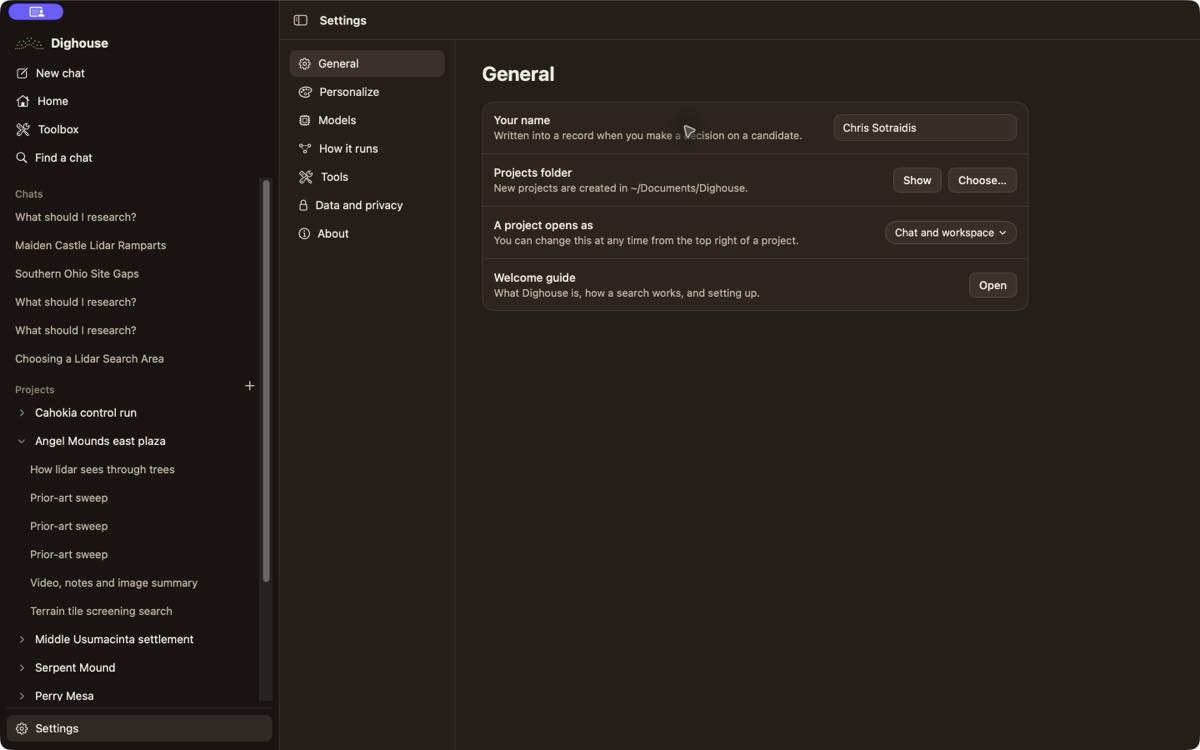 Dighouse
New chat
Home
Toolbox
Find a chat
Chats
What should I research?
Maiden Castle Lidar Ramparts
Southern Ohio Site Gaps
What should I research?
What should I research?
Choosing a Lidar Search Area
Projects
Cahokia control run
Angel Mounds east plaza
How lidar sees through trees
Prior-art sweep
Prior-art sweep
Prior-art sweep
Video, notes and image summary
Terrain tile screening search
Middle Usumacinta settlement
Serpent Mound
Perry Mesa
Settings
Settings
General
Personalize
Models
How it runs
Tools
Data and privacy
About
General
Your name
Written into a record when you make a decision on a candidate.
Chris Sotraidis
Projects folder
New projects are created in ~/Documents/Dighouse.
Show
Choose...
A project opens as
You can change this at any time from the top right of a project.
Chat and workspace
Welcome guide
What Dighouse is, how a search works, and setting up.
Open